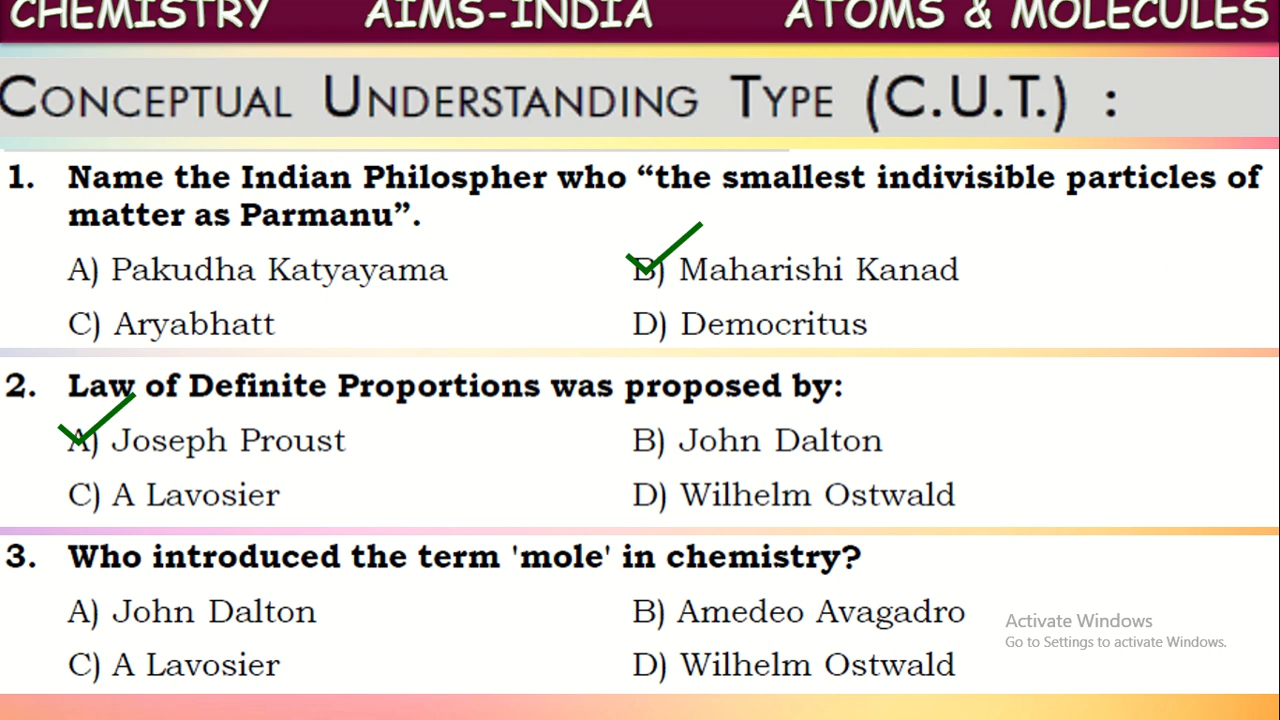 CHEMISTRY AIMS-INDIA ATOMS & MOLECULES
CONCEPTUAL UNDERSTANDING TYPE (C.U.T.) :
1. Name the Indian Philospher who “the smallest indivisible particles of
matter as Parmanu”.
A) Pakudha Katyayama B) Maharishi Kanad
C) Aryabhatt D) Democritus
2. Law of Definite Proportions was proposed by:
A) Joseph Proust B) John Dalton
C) A Lavosier D) Wilhelm Ostwald
3. Who introduced the term 'mole' in chemistry?
A) John Dalton B) Amedeo Avagadro
C) A Lavosier D) Wilhelm Ostwald
Activate Windows
Go to Settings to activate Windows.